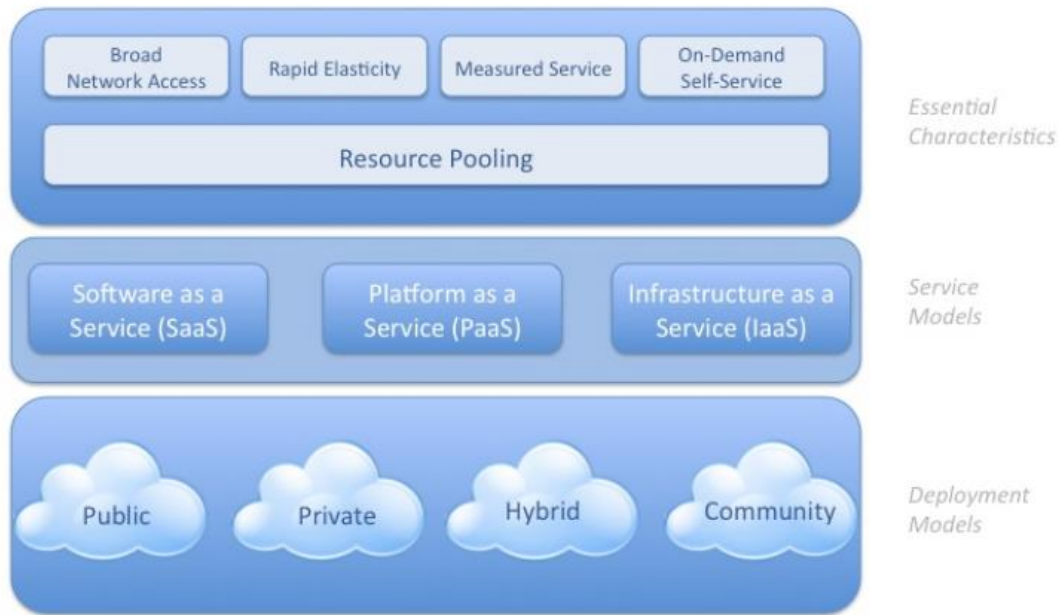 Broad
Network Access
Rapid Elasticity
Measured Service
On-Demand
Self-Service
Essential
Characteristics
Resource Pooling
Software as a
Service (SaaS)
Platform as a
Service (PaaS)
Infrastructure as a
Service (IaaS)
Service
Models
Public
Private
Hybrid
Community
Deployment
Models